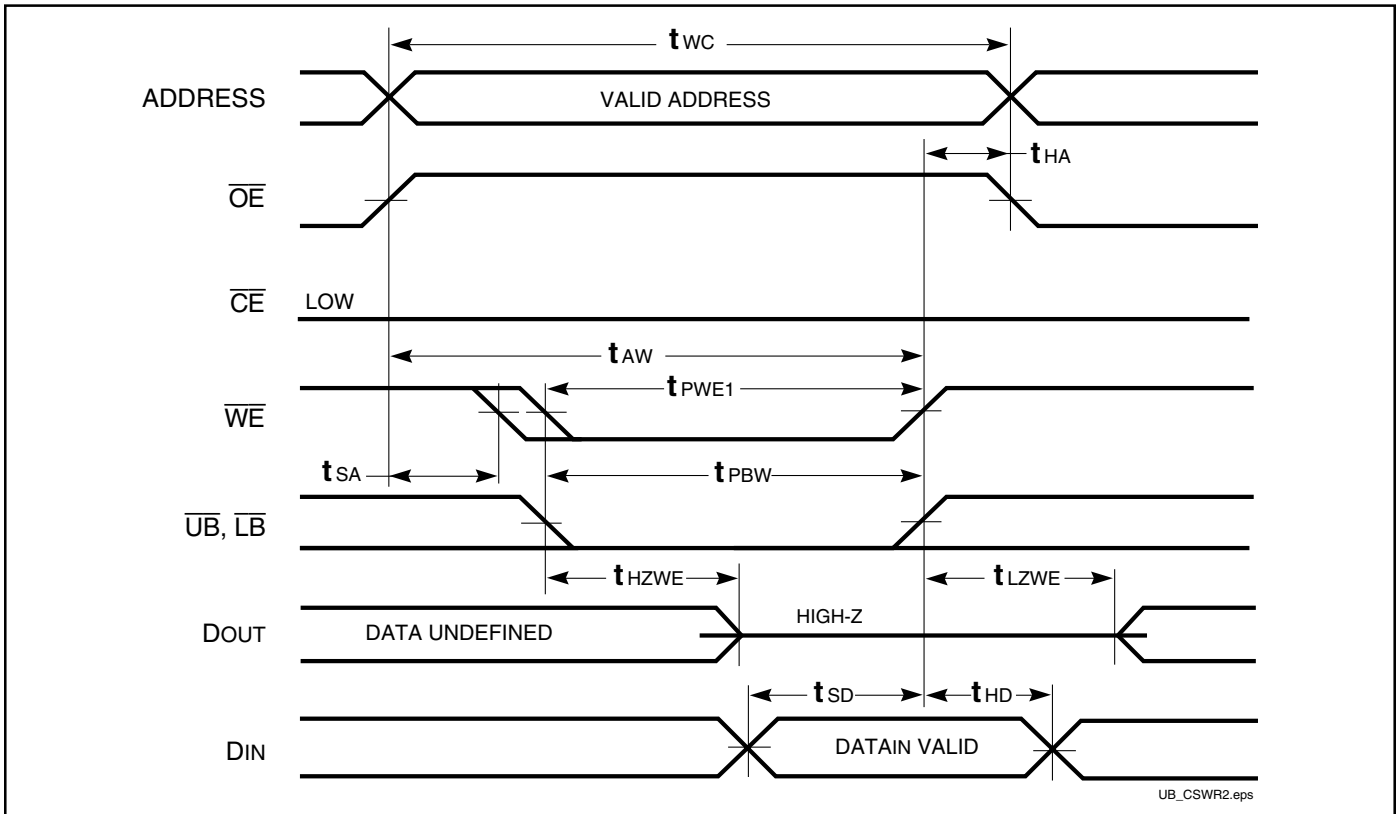 tWC
ADDRESS
VALID ADDRESS
tHA
OE
CE
LOW
tAW
tPWE1
WE
tSA
tPBW
UB, LB
tHZWE
tLZWE
HIGH-Z
DOUT
DATA UNDEFINED
tSD
tHD
DIN
DATAIN VALID
UB_CSWR2.eps